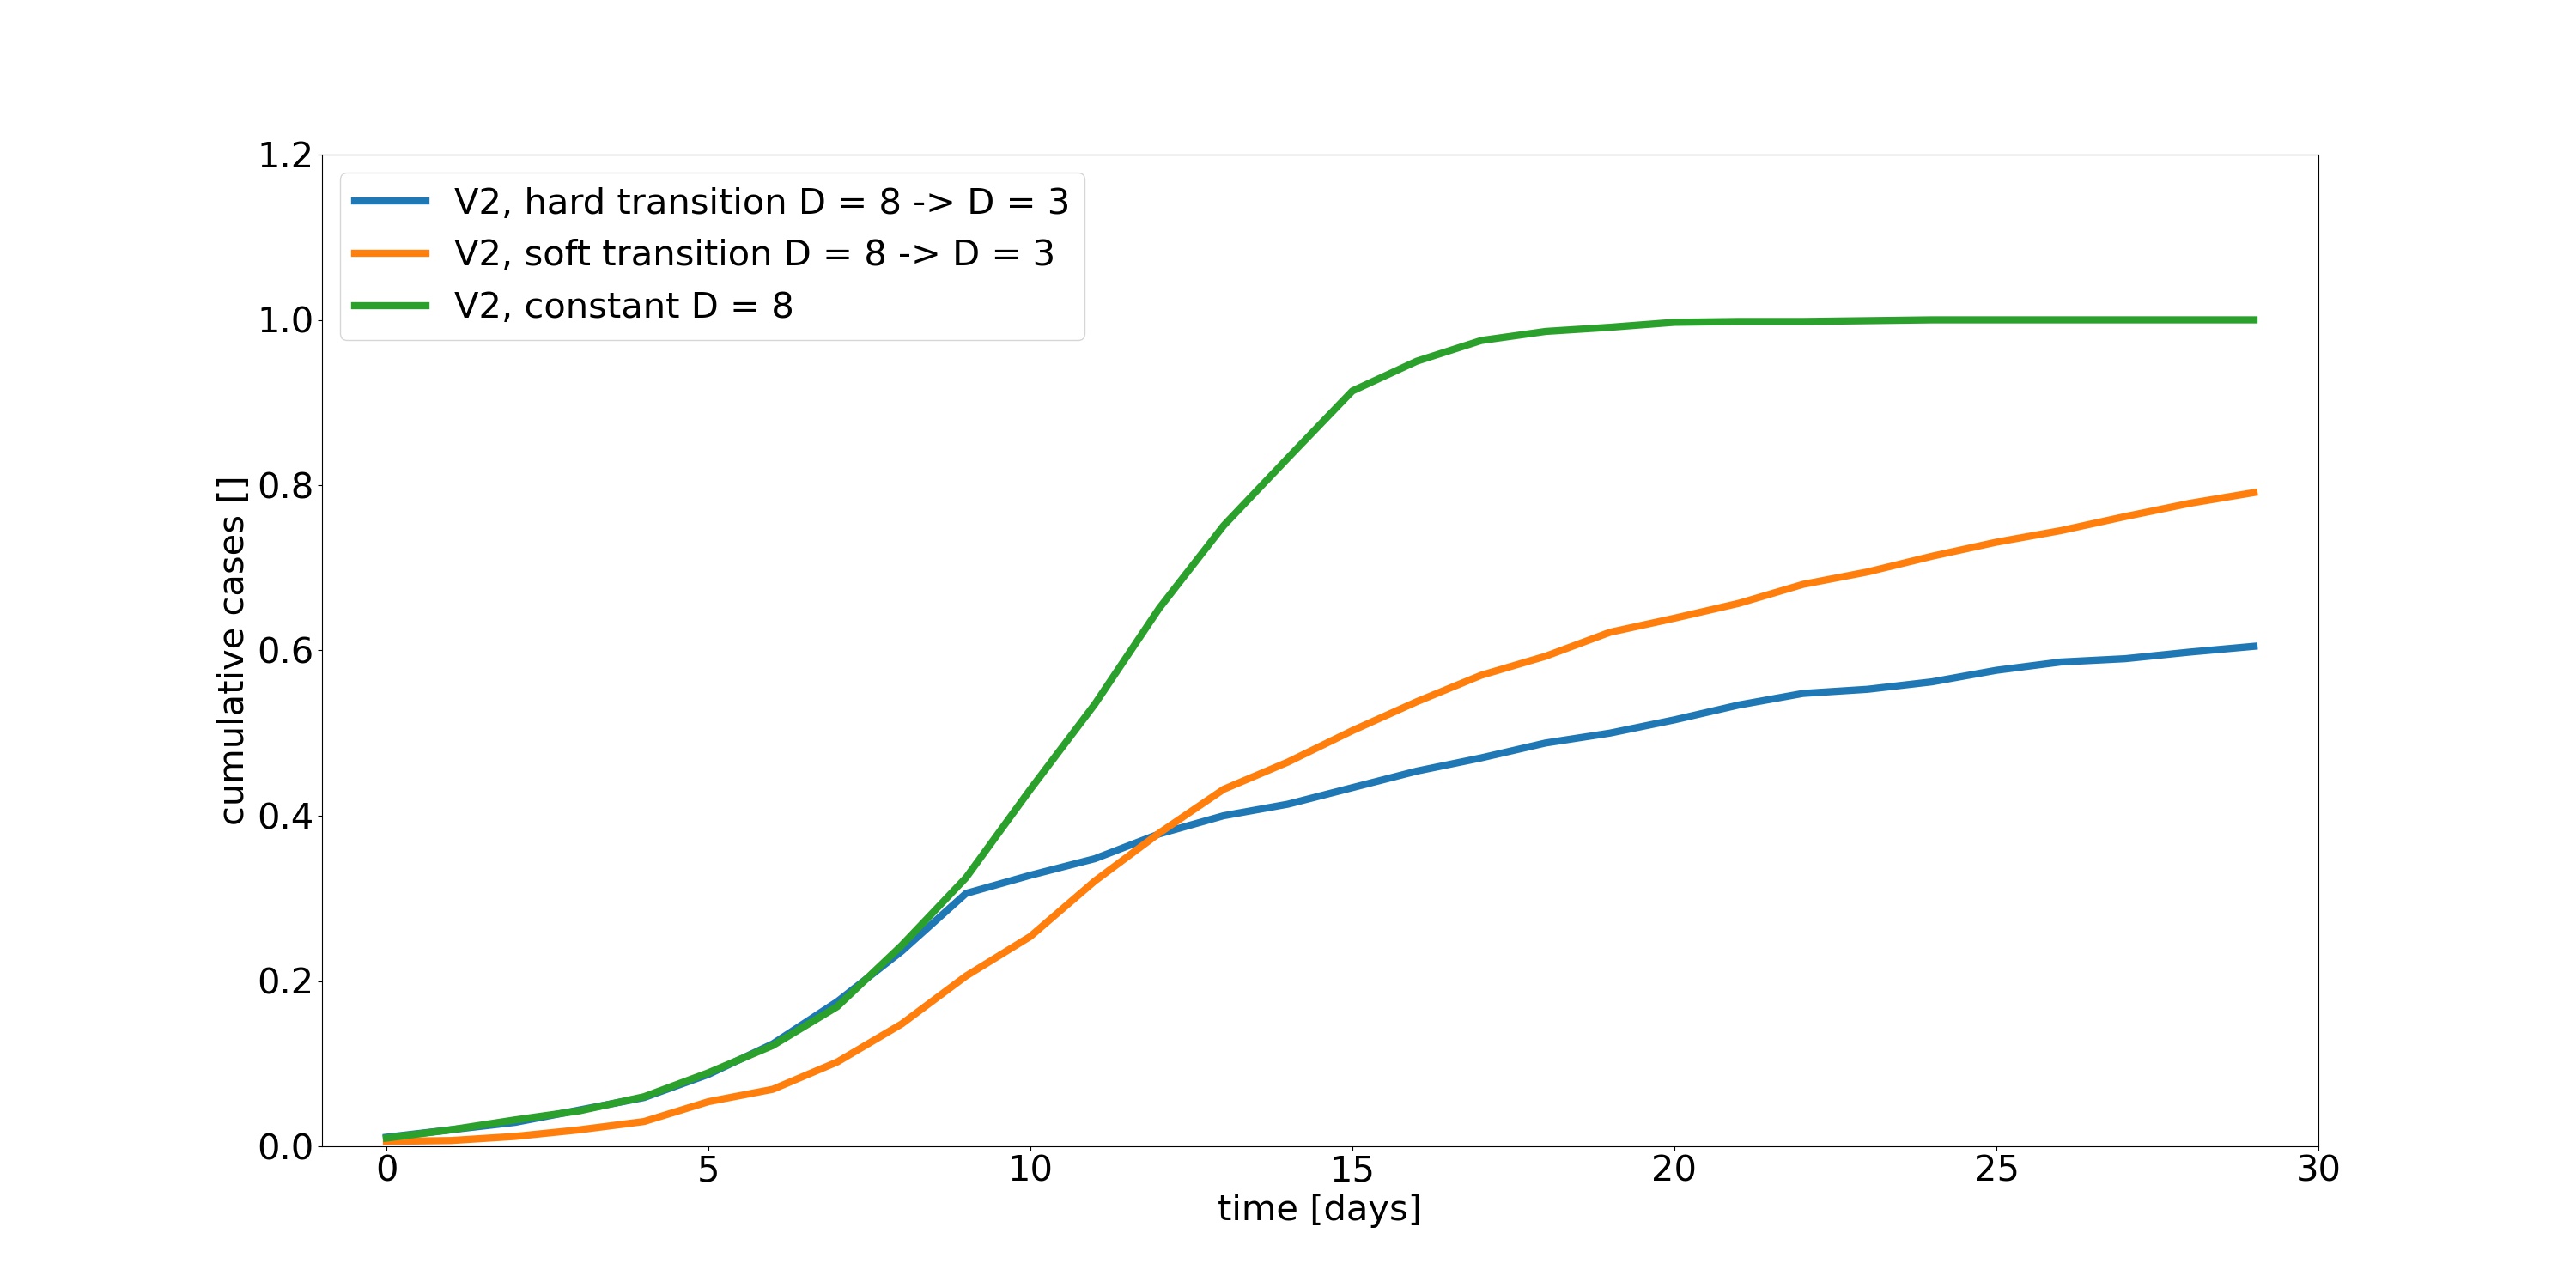 V2, hard transition D = 8 -> D = 3
V2, soft transition D = 8 -> D = 3
V2, constant D = 8
cumulative cases []
1.2
1.0
0.8
0.6
0.4
0.2
0.0
0 5 10 15 20 25 30
time [days]